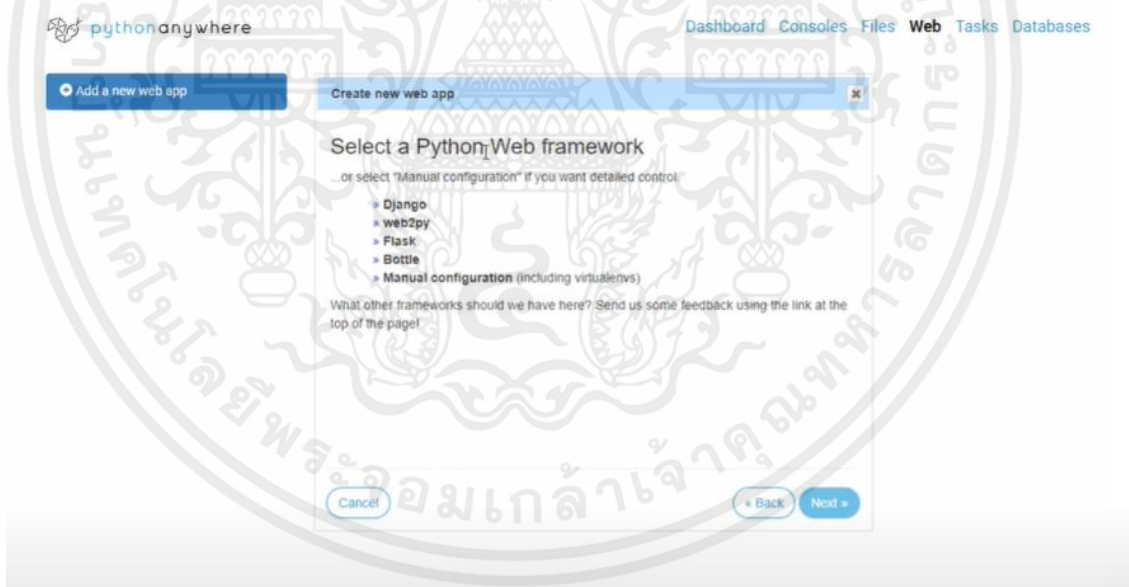 pythonanywhere
Dashboard Consoles Files Web Tasks Databases
Add a new web app
Create new web app
Select a Python Web framework
...or select "Manual configuration" if you want detailed control.
» Django
» web2py
» Flask
» Bottle
» Manual configuration (including virtualenvs)
What other frameworks should we have here? Send us some feedback using the link at the
top of the page!
Cancel
« Back
Next »